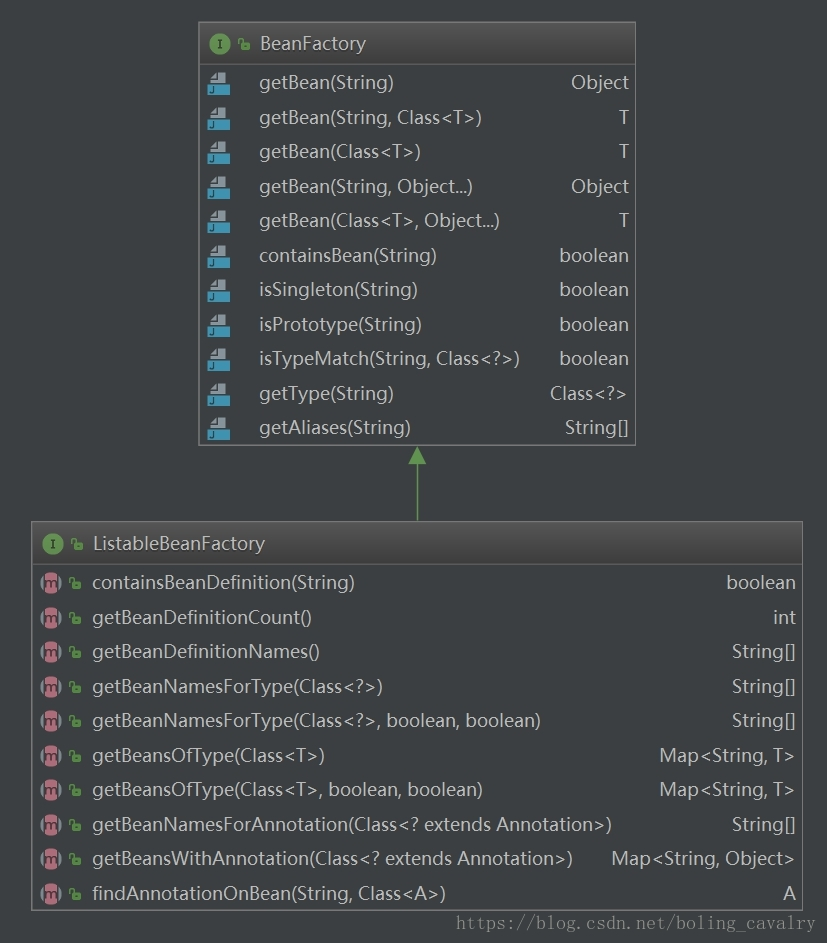 BeanFactory
getBean(String) Object
getBean(String, Class<T>) T
getBean(Class<T>) T
getBean(String, Object...) Object
getBean(Class<T>, Object...) T
containsBean(String) boolean
isSingleton(String) boolean
isPrototype(String) boolean
isTypeMatch(String, Class<?>) boolean
getType(String) Class<?>
getAliases(String) String[]
ListableBeanFactory
containsBeanDefinition(String) boolean
getBeanDefinitionCount() int
getBeanDefinitionNames() String[]
getBeanNamesForType(Class<?>) String[]
getBeanNamesForType(Class<?>, boolean, boolean) String[]
getBeansOfType(Class<T>) Map<String, T>
getBeansOfType(Class<T>, boolean, boolean) Map<String, T>
getBeanNamesForAnnotation(Class<? extends Annotation>) String[]
getBeansWithAnnotation(Class<? extends Annotation>) Map<String, Object>
findAnnotationOnBean(String, Class<A>) A
https://blog.csdn.net/boling_cavalry